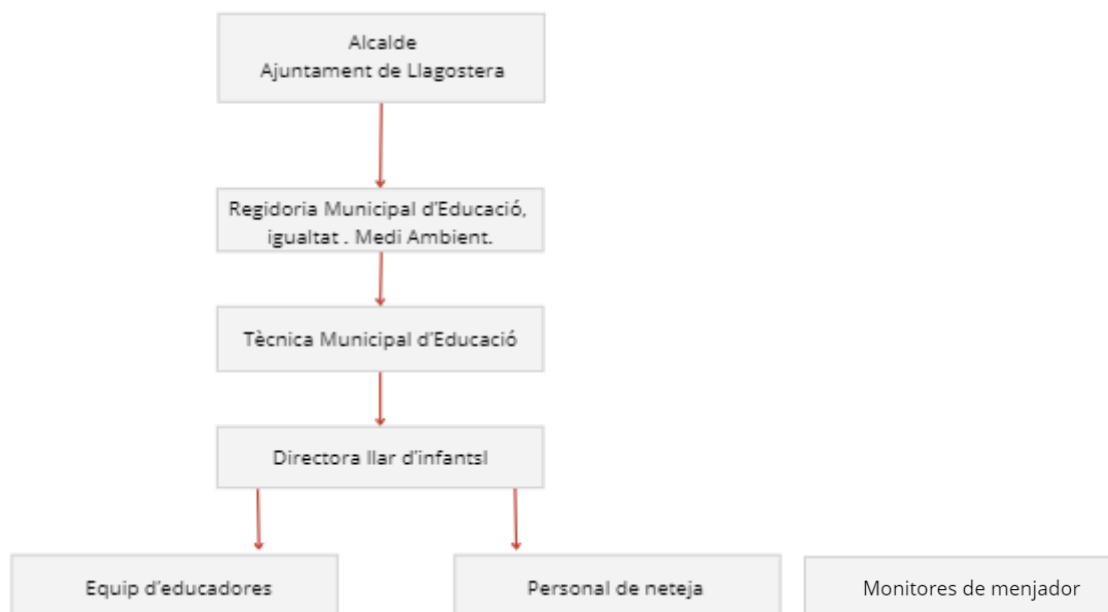 Alcalde
Ajuntament de Llagostera
Regidoria Municipal d'Educació,
igualtat . Medi Ambient.
Tècnica Municipal d'Educació
Directora llar d'infantsl
Equip d'educadores
Personal de neteja
Monitores de menjador